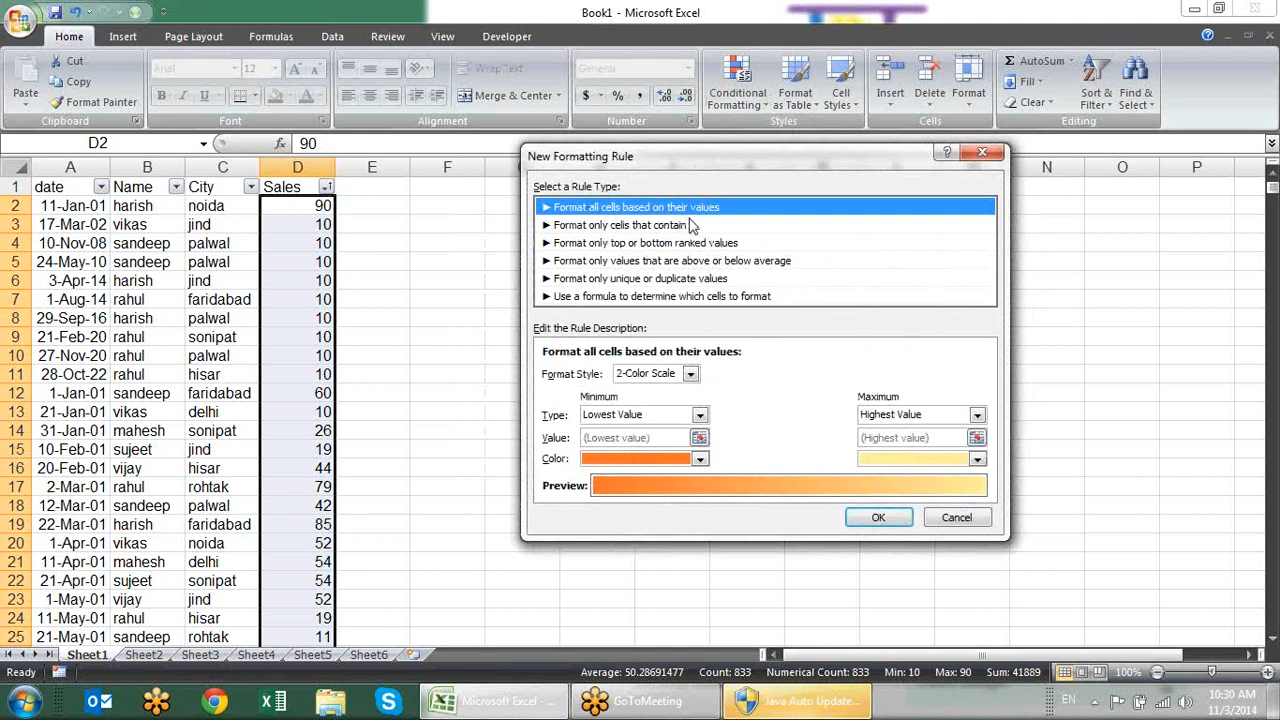 Book1 - Microsoft Excel
Home Insert Page Layout Formulas Data Review View Developer
Paste Cut Copy Format Painter Clipboard
Arial 12 A A B I U A Font
Wrap Text Merge & Center Alignment
General $ % , Number
Conditional Formatting Format as Table Cell Styles Styles
Insert Delete Format Cells
Σ AutoSum Fill Clear Sort & Filter Find & Select Editing
D2 fx 90
A B C D E F N O P
1 date Name City Sales
2 11-Jan-01 harish noida 90
3 17-Mar-02 vikas jind 10
4 10-Nov-08 sandeep palwal 10
5 24-May-10 sandeep palwal 10
6 3-Apr-14 harish jind 10
7 1-Aug-14 rahul faridabad 10
8 29-Sep-16 harish palwal 10
9 21-Feb-20 rahul sonipat 10
10 27-Nov-20 rahul palwal 10
11 28-Oct-22 rahul hisar 10
12 1-Jan-01 sandeep faridabad 60
13 21-Jan-01 vikas delhi 10
14 31-Jan-01 mahesh sonipat 26
15 10-Feb-01 sujeet jind 19
16 20-Feb-01 vijay hisar 44
17 2-Mar-01 rahul rohtak 79
18 12-Mar-01 sandeep palwal 42
19 22-Mar-01 harish faridabad 85
20 1-Apr-01 vikas noida 52
21 11-Apr-01 mahesh delhi 54
22 21-Apr-01 sujeet sonipat 54
23 1-May-01 vijay jind 52
24 11-May-01 rahul hisar 19
25 21-May-01 sandeep rohtak 11
New Formatting Rule
Select a Rule Type:
► Format all cells based on their values
► Format only cells that contain
► Format only top or bottom ranked values
► Format only values that are above or below average
► Format only unique or duplicate values
► Use a formula to determine which cells to format
Edit the Rule Description:
Format all cells based on their values:
Format Style: 2-Color Scale
Minimum Maximum
Type: Lowest Value Highest Value
Value: (Lowest value) (Highest value)
Color:
Preview:
OK Cancel
Sheet1 Sheet2 Sheet3 Sheet4 Sheet5 Sheet6
Ready Average: 50.28691477 Count: 833 Numerical Count: 833 Min: 10 Max: 90 Sum: 41889 100%
Microsoft Excel - ... GoToMeeting Java Auto Update... EN 10:30 AM
11/3/2014